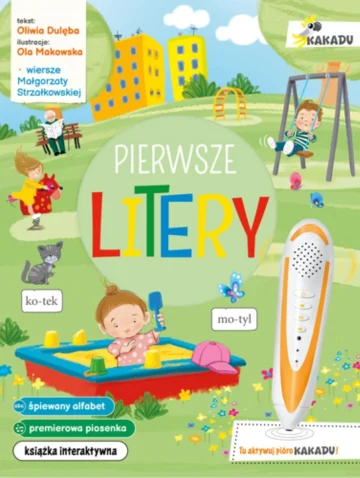 tekst:
Oliwia Dulęba
ilustracje:
Ola Makowska
• wiersze
Małgorzaty
Strzałkowskiej
KAKADU
PIERWSZE
LITERY
ko-tek
mo-tyl
abc śpiewany alfabet
premierowa piosenka
książka interaktywna
Tu aktywuj pióro KAKADU!